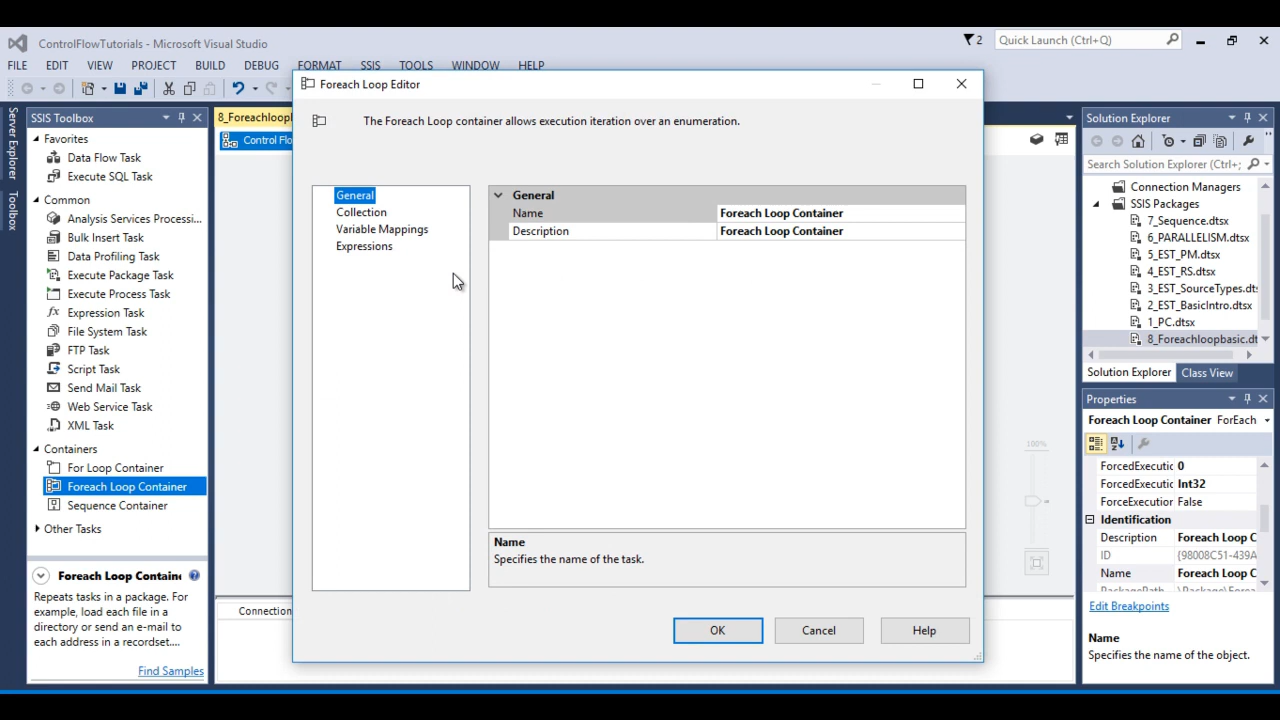 ControlFlowTutorials - Microsoft Visual Studio
2
Quick Launch (Ctrl+Q)
FILE EDIT VIEW PROJECT BUILD DEBUG FORMAT SSIS TOOLS WINDOW HELP
Server Explorer
Toolbox
SSIS Toolbox
Favorites
Data Flow Task
Execute SQL Task
Common
Analysis Services Processi...
Bulk Insert Task
Data Profiling Task
Execute Package Task
Execute Process Task
Expression Task
File System Task
FTP Task
Script Task
Send Mail Task
Web Service Task
XML Task
Containers
For Loop Container
Foreach Loop Container
Sequence Container
Other Tasks
Foreach Loop Containe
Repeats tasks in a package. For
example, load each file in a
directory or send an e-mail to
each address in a recordset....
Find Samples
8_Foreachloopl
Control Flo
Connection
Foreach Loop Editor
The Foreach Loop container allows execution iteration over an enumeration.
General
Collection
Variable Mappings
Expressions
General
Name Foreach Loop Container
Description Foreach Loop Container
Name
Specifies the name of the task.
OK Cancel Help
100%
Solution Explorer
Search Solution Explorer (Ctrl+;
Connection Managers
SSIS Packages
7_Sequence.dtsx
6_PARALLELISM.dtsx
5_EST_PM.dtsx
4_EST_RS.dtsx
3_EST_SourceTypes.dts
2_EST_BasicIntro.dtsx
1_PC.dtsx
8_Foreachloopbasic.dt
Solution Explorer Class View
Properties
Foreach Loop Container ForEach
ForcedExecutic 0
ForcedExecutic Int32
ForceExecution False
Identification
Description Foreach Loop C
ID {98008C51-439A
Name Foreach Loop C
PackagePath \Package\Forea
Edit Breakpoints
Name
Specifies the name of the object.